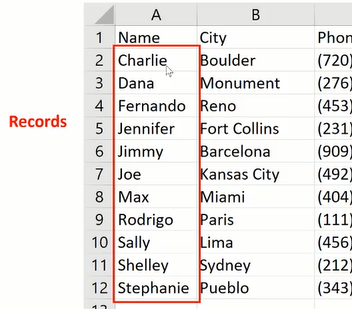 A B
1 Name City Phon
2 Charlie Boulder (720)
3 Dana Monument (276)
4 Fernando Reno (453)
Records
5 Jennifer Fort Collins (231)
6 Jimmy Barcelona (909)
7 Joe Kansas City (492)
8 Max Miami (404)
9 Rodrigo Paris (111)
10 Sally Lima (456)
11 Shelley Sydney (212)
12 Stephanie Pueblo (343)